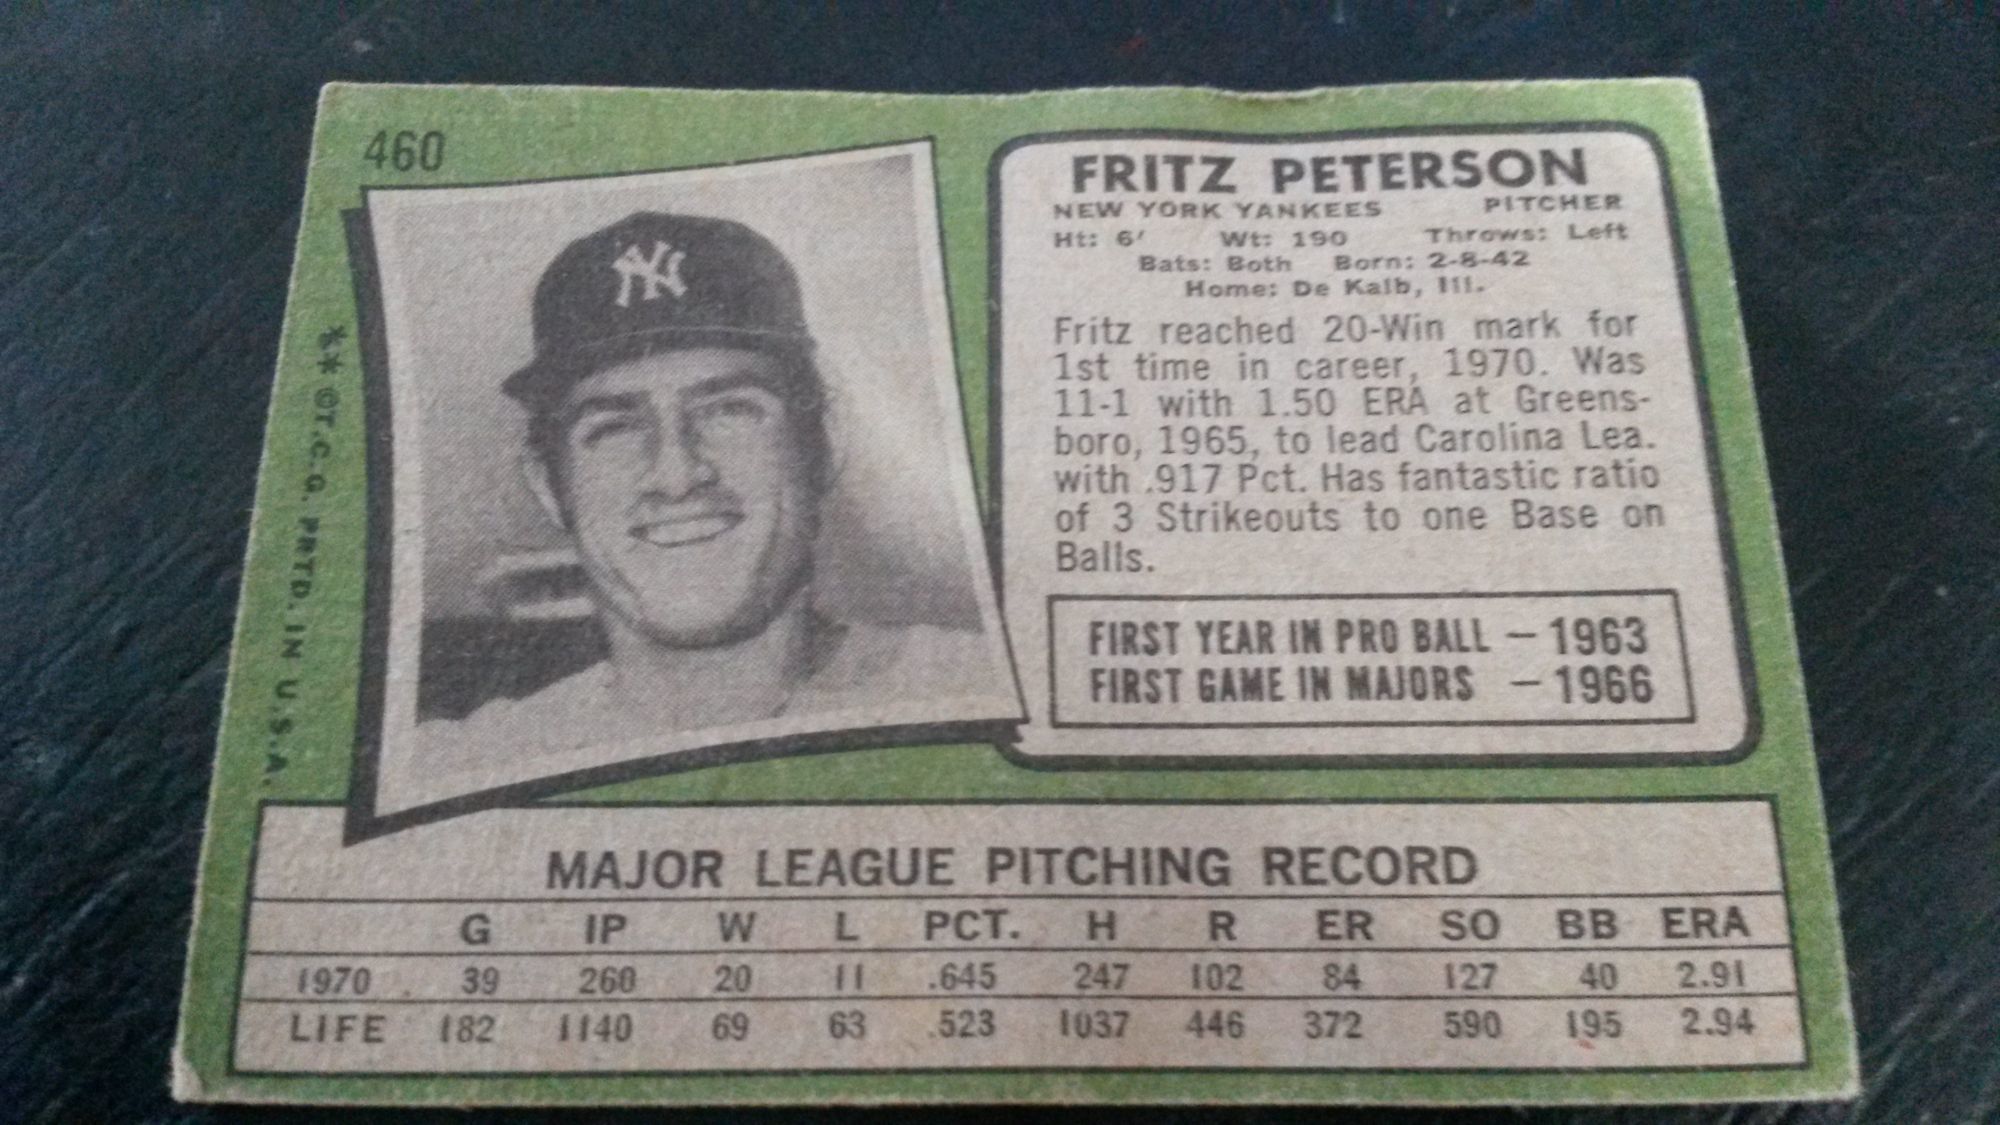 460
NY
** ©T.C.G. PRTD. IN U.S.A.
FRITZ PETERSON
NEW YORK YANKEES PITCHER
Ht: 6' Wt: 190 Throws: Left
Bats: Both Born: 2-8-42
Home: De Kalb, Ill.
Fritz reached 20-Win mark for
1st time in career, 1970. Was
11-1 with 1.50 ERA at Greens-
boro, 1965, to lead Carolina Lea.
with .917 Pct. Has fantastic ratio
of 3 Strikeouts to one Base on
Balls.
FIRST YEAR IN PRO BALL — 1963
FIRST GAME IN MAJORS — 1966
MAJOR LEAGUE PITCHING RECORD
G IP W L PCT. H R ER SO BB ERA
1970 39 260 20 11 .645 247 102 84 127 40 2.91
LIFE 182 1140 69 63 .523 1037 446 372 590 195 2.94